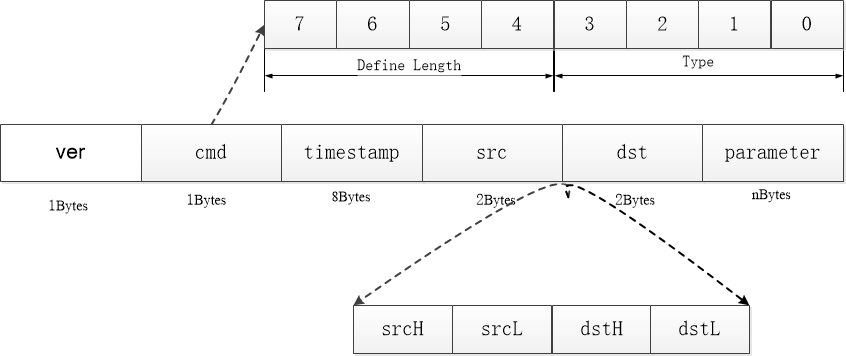 7 6 5 4 3 2 1 0
Define Length Type
ver cmd timestamp src dst parameter
1Bytes 1Bytes 8Bytes 2Bytes 2Bytes nBytes
srcH srcL dstH dstL